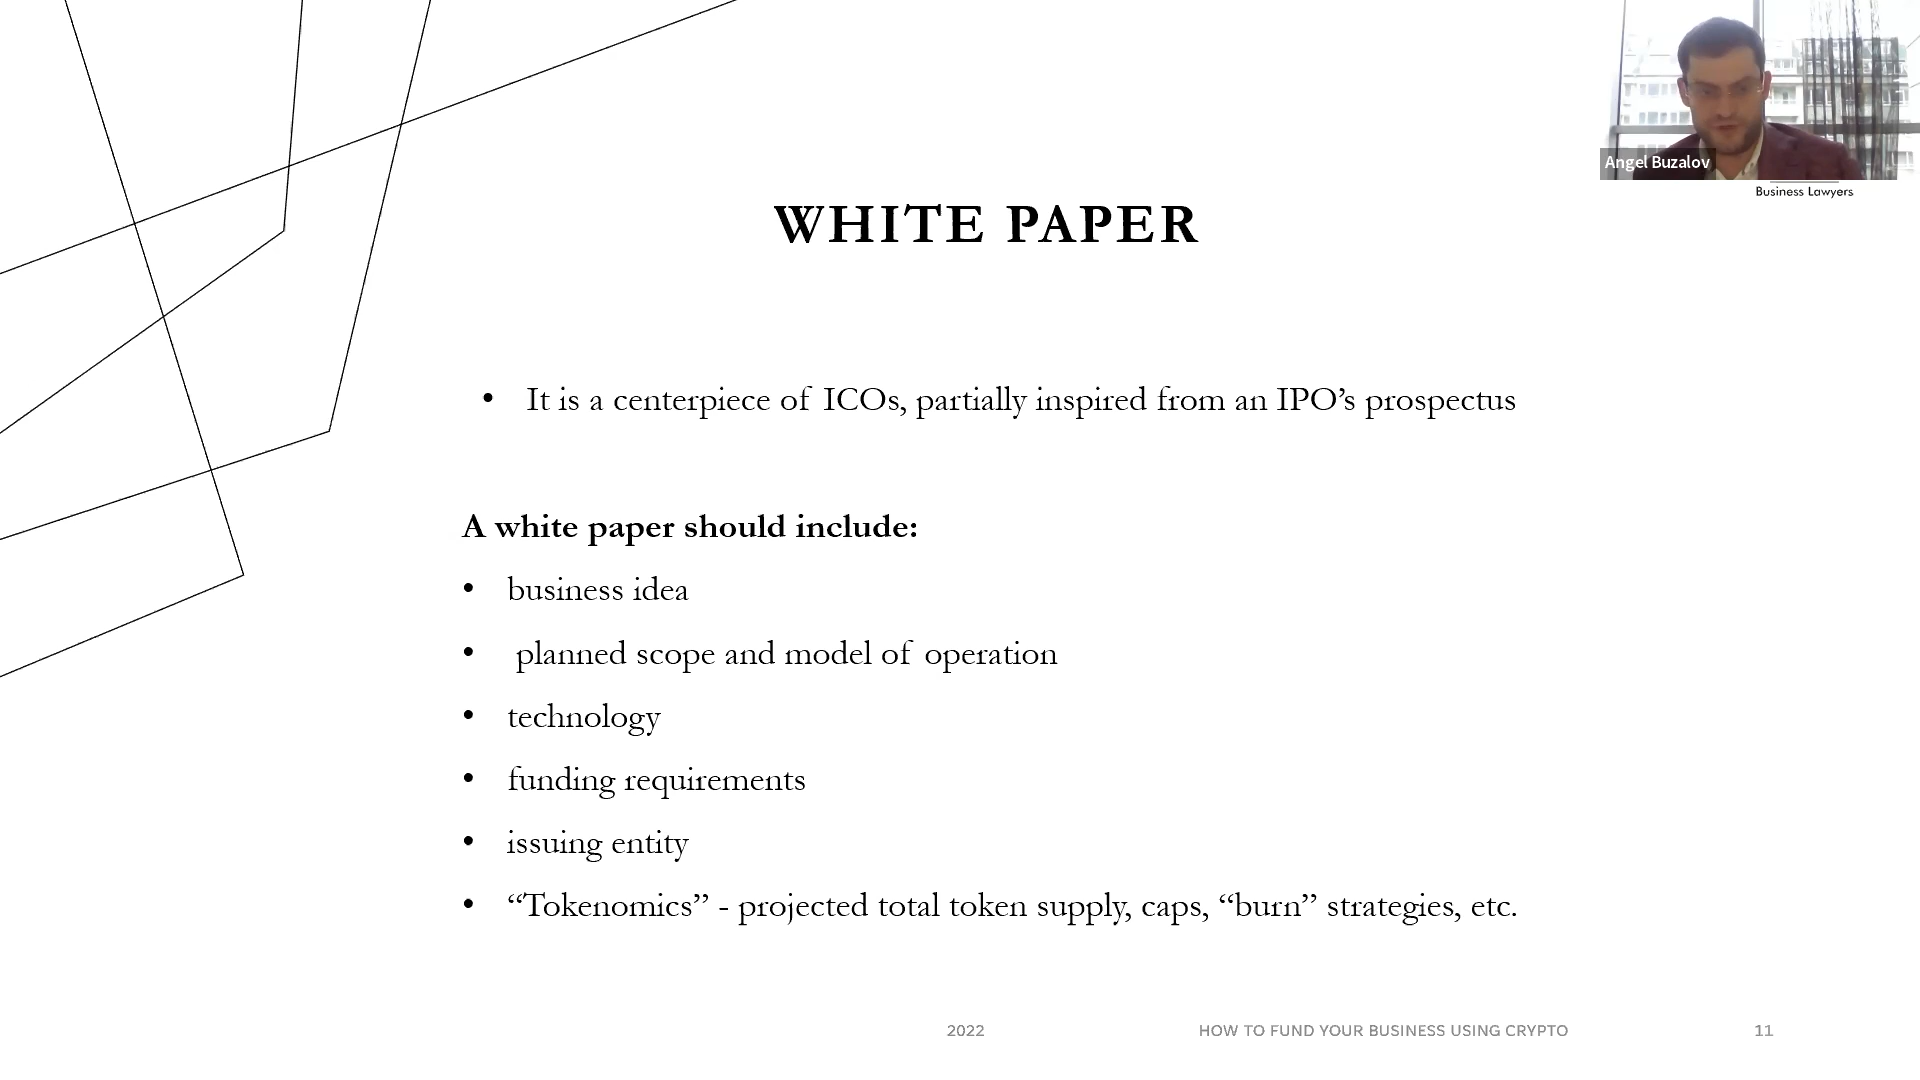 Angel Buzalov
Business Lawyers
WHITE PAPER
• It is a centerpiece of ICOs, partially inspired from an IPO’s prospectus
A white paper should include:
• business idea
• planned scope and model of operation
• technology
• funding requirements
• issuing entity
• “Tokenomics” - projected total token supply, caps, “burn” strategies, etc.
2022
HOW TO FUND YOUR BUSINESS USING CRYPTO
11